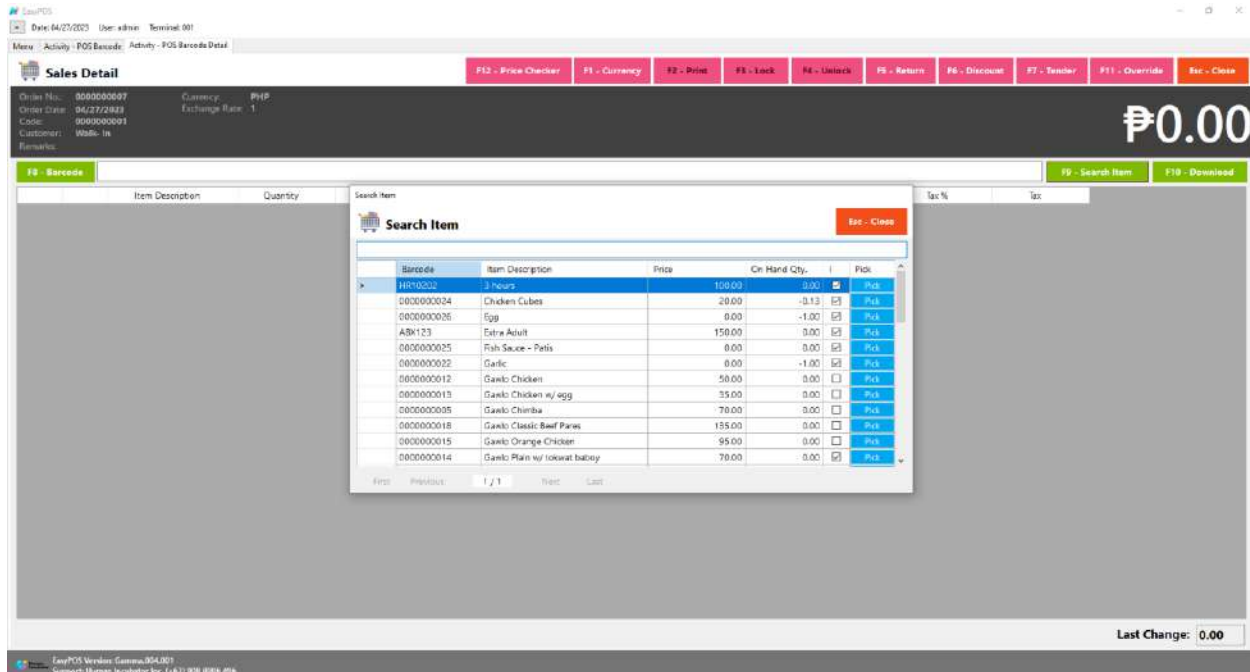 EasyPOS
Date: 04/27/2023 User: admin Terminal: 001
Menu Activity - POS Barcode Activity - POS Barcode Detail
Sales Detail
F12 - Price Checker F1 - Currency F2 - Print F3 - Lock F4 - Unlock F5 - Return F6 - Discount F7 - Tender F11 - Override Esc - Close
Order No.: 0000000007 Currency: PHP
Order Date: 04/27/2023 Exchange Rate: 1
Code: 0000000001
Customer: Walk- In
Remarks:
₱0.00
F8 - Barcode F9 - Search Item F10 - Download
Item Description Quantity Tax % Tax
Search Item
Search Item
Esc - Close
Barcode Item Description Price On Hand Qty. I Pick
HR10202 3 hours 100.00 0.00 Pick
0000000024 Chicken Cubes 20.00 -0.13 Pick
0000000026 Egg 0.00 -1.00 Pick
ABX123 Extra Adult 150.00 0.00 Pick
0000000025 Fish Sauce - Patis 0.00 0.00 Pick
0000000022 Garlic 0.00 -1.00 Pick
0000000012 Gawlo Chicken 50.00 0.00 Pick
0000000013 Gawlo Chicken w/ egg 35.00 0.00 Pick
0000000005 Gawlo Chimba 70.00 0.00 Pick
0000000018 Gawlo Classic Beef Pares 135.00 0.00 Pick
0000000015 Gawlo Orange Chicken 95.00 0.00 Pick
0000000014 Gawlo Plain w/ tokwat baboy 70.00 0.00 Pick
First Previous 1 / 1 Next Last
Last Change: 0.00
EasyPOS Version: Gamma.004.001
Support: Human Incubator Inc.